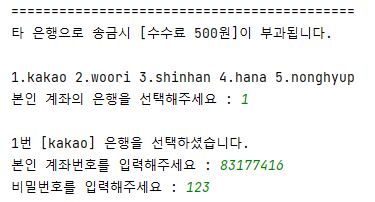 ===========================================
타 은행으로 송금시 [수수료 500원]이 부과됩니다.
1.kakao 2.woori 3.shinhan 4.hana 5.nonghyup
본인 계좌의 은행을 선택해주세요 : 1
1번 [kakao] 은행을 선택하셨습니다.
본인 계좌번호를 입력해주세요 : 83177416
비밀번호를 입력해주세요 : 123